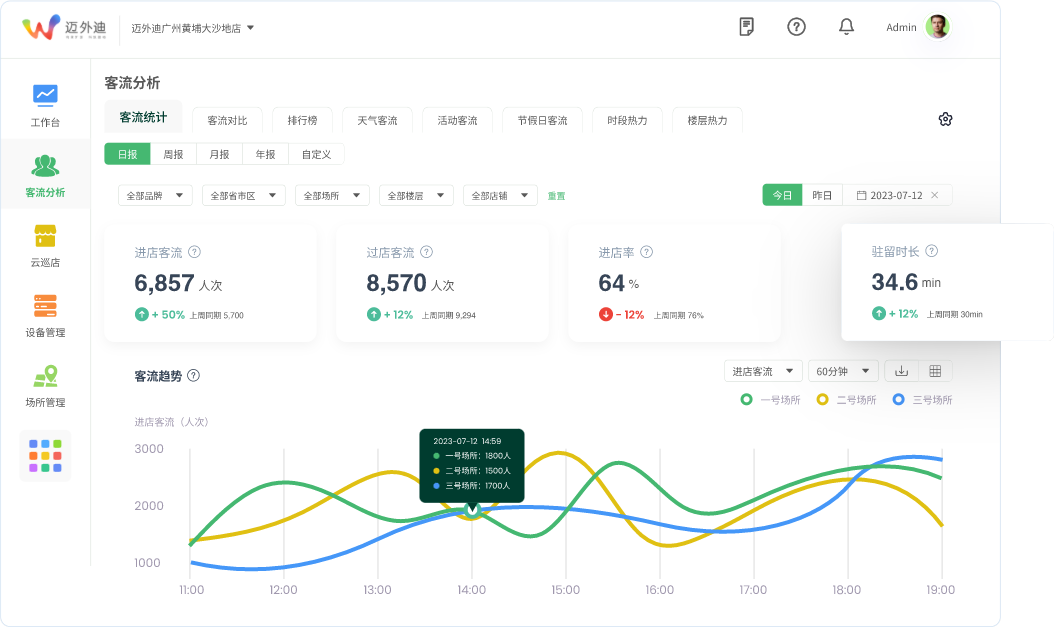 迈外迪
迈外迪广州黄埔大沙地店
Admin
工作台
客流分析
云巡店
设备管理
场所管理
客流分析
客流统计 客流对比 排行榜 天气客流 活动客流 节假日客流 时段热力 楼层热力
日报 周报 月报 年报 自定义
全部品牌 全部省市区 全部场所 全部楼层 全部店铺 重置
今日 昨日 2023-07-12 ×
进店客流 ?
6,857 人次
+ 50% 上周同期 5,700
过店客流 ?
8,570 人次
+ 12% 上周同期 9,294
进店率 ?
64 %
- 12% 上周同期 76%
驻留时长 ?
34.6 min
+ 12% 上周同期 30min
客流趋势 ?
进店客流 60分钟
一号场所 二号场所 三号场所
进店客流（人次）
3000
2000
1000
2023-07-12 14:59
一号场所：1800人
二号场所：1500人
三号场所：1700人
11:00 12:00 13:00 14:00 15:00 16:00 17:00 18:00 19:00